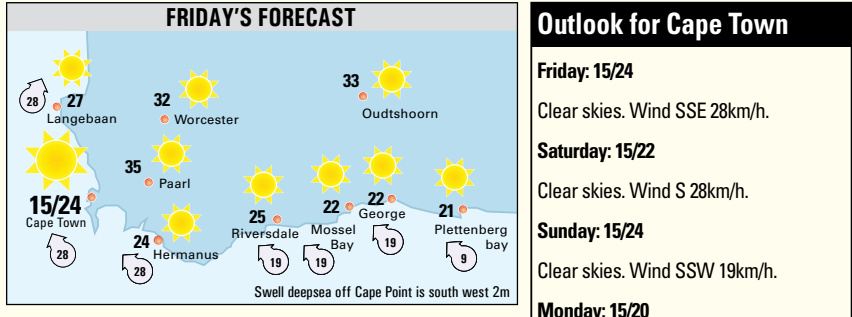 FRIDAY'S FORECAST
28
27
Langebaan
32
Worcester
33
Oudtshoorn
35
Paarl
15/24
Cape Town
28
24
Hermanus
28
25
Riversdale
19
22
Mossel
Bay
19
22
George
19
21
Plettenberg
bay
9
Swell deepsea off Cape Point is south west 2m
Outlook for Cape Town
Friday: 15/24
Clear skies. Wind SSE 28km/h.
Saturday: 15/22
Clear skies. Wind S 28km/h.
Sunday: 15/24
Clear skies. Wind SSW 19km/h.
Monday: 15/20